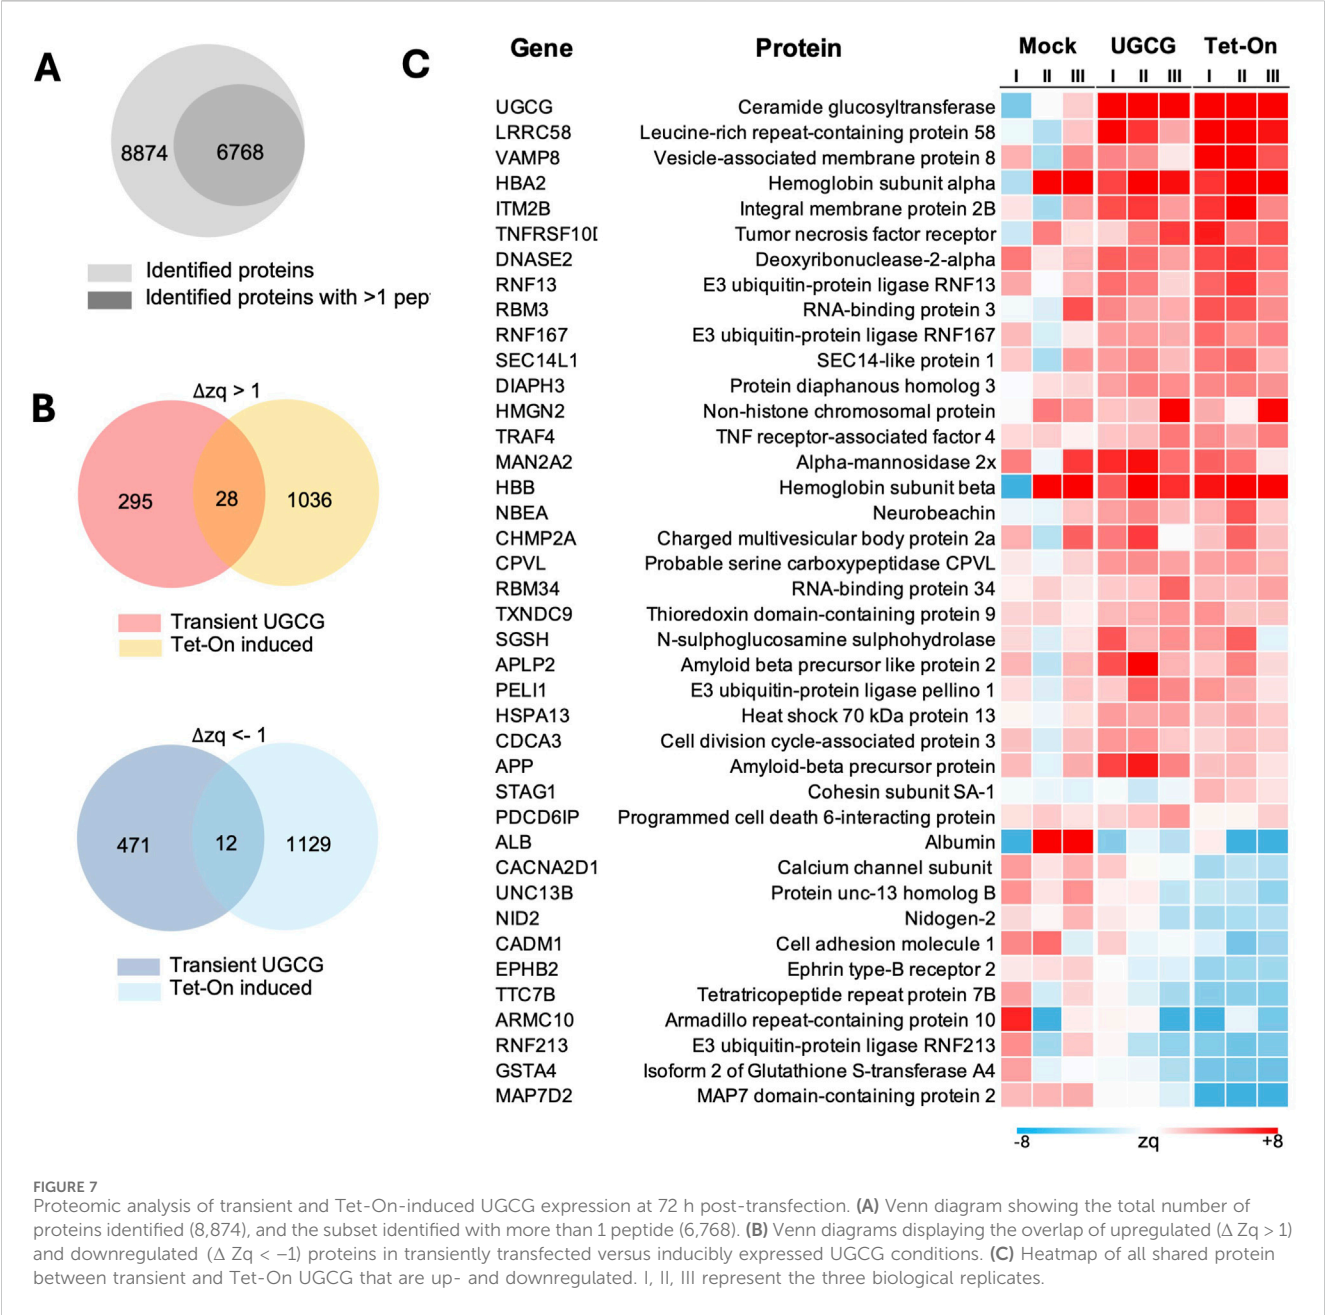 A
8874
6768
Identified proteins
Identified proteins with >1 pep
B
Δzq > 1
295
28
1036
Transient UGCG
Tet-On induced
Δzq <- 1
471
12
1129
Transient UGCG
Tet-On induced
C
Gene Protein Mock UGCG Tet-On
I II III I II III I II III
UGCG Ceramide glucosyltransferase
LRRC58 Leucine-rich repeat-containing protein 58
VAMP8 Vesicle-associated membrane protein 8
HBA2 Hemoglobin subunit alpha
ITM2B Integral membrane protein 2B
TNFRSF10 Tumor necrosis factor receptor
DNASE2 Deoxyribonuclease-2-alpha
RNF13 E3 ubiquitin-protein ligase RNF13
RBM3 RNA-binding protein 3
RNF167 E3 ubiquitin-protein ligase RNF167
SEC14L1 SEC14-like protein 1
DIAPH3 Protein diaphanous homolog 3
HMGN2 Non-histone chromosomal protein
TRAF4 TNF receptor-associated factor 4
MAN2A2 Alpha-mannosidase 2x
HBB Hemoglobin subunit beta
NBEA Neurobeachin
CHMP2A Charged multivesicular body protein 2a
CPVL Probable serine carboxypeptidase CPVL
RBM34 RNA-binding protein 34
TXNDC9 Thioredoxin domain-containing protein 9
SGSH N-sulphoglucosamine sulphohydrolase
APLP2 Amyloid beta precursor like protein 2
PELI1 E3 ubiquitin-protein ligase pellino 1
HSPA13 Heat shock 70 kDa protein 13
CDCA3 Cell division cycle-associated protein 3
APP Amyloid-beta precursor protein
STAG1 Cohesin subunit SA-1
PDCD6IP Programmed cell death 6-interacting protein
ALB Albumin
CACNA2D1 Calcium channel subunit
UNC13B Protein unc-13 homolog B
NID2 Nidogen-2
CADM1 Cell adhesion molecule 1
EPHB2 Ephrin type-B receptor 2
TTC7B Tetratricopeptide repeat protein 7B
ARMC10 Armadillo repeat-containing protein 10
RNF213 E3 ubiquitin-protein ligase RNF213
GSTA4 Isoform 2 of Glutathione S-transferase A4
MAP7D2 MAP7 domain-containing protein 2
-8 zq +8
FIGURE 7
Proteomic analysis of transient and Tet-On-induced UGCG expression at 72 h post-transfection. (A) Venn diagram showing the total number of
proteins identified (8,874), and the subset identified with more than 1 peptide (6,768). (B) Venn diagrams displaying the overlap of upregulated (Δ Zq > 1)
and downregulated (Δ Zq < −1) proteins in transiently transfected versus inducibly expressed UGCG conditions. (C) Heatmap of all shared protein
between transient and Tet-On UGCG that are up- and downregulated. I, II, III represent the three biological replicates.